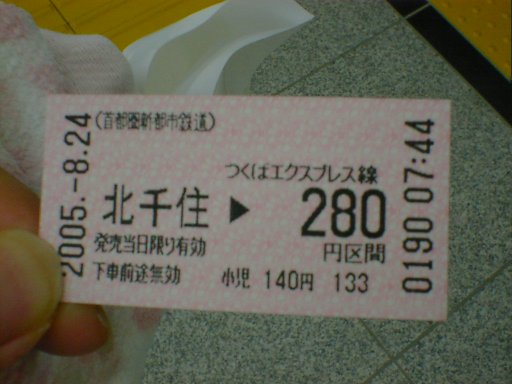 (首都圏新都市鉄道)
つくばエクスプレス線
北千住 ▶ 280
円区間
発売当日限り有効
下車前途無効
小児 140円 133
2005.-8.24
0190 07:44